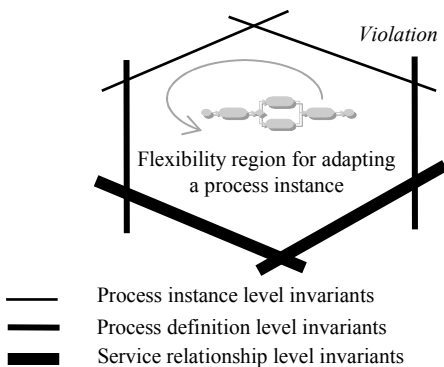 Violation
Flexibility region for adapting
a process instance
Process instance level invariants
Process definition level invariants
Service relationship level invariants